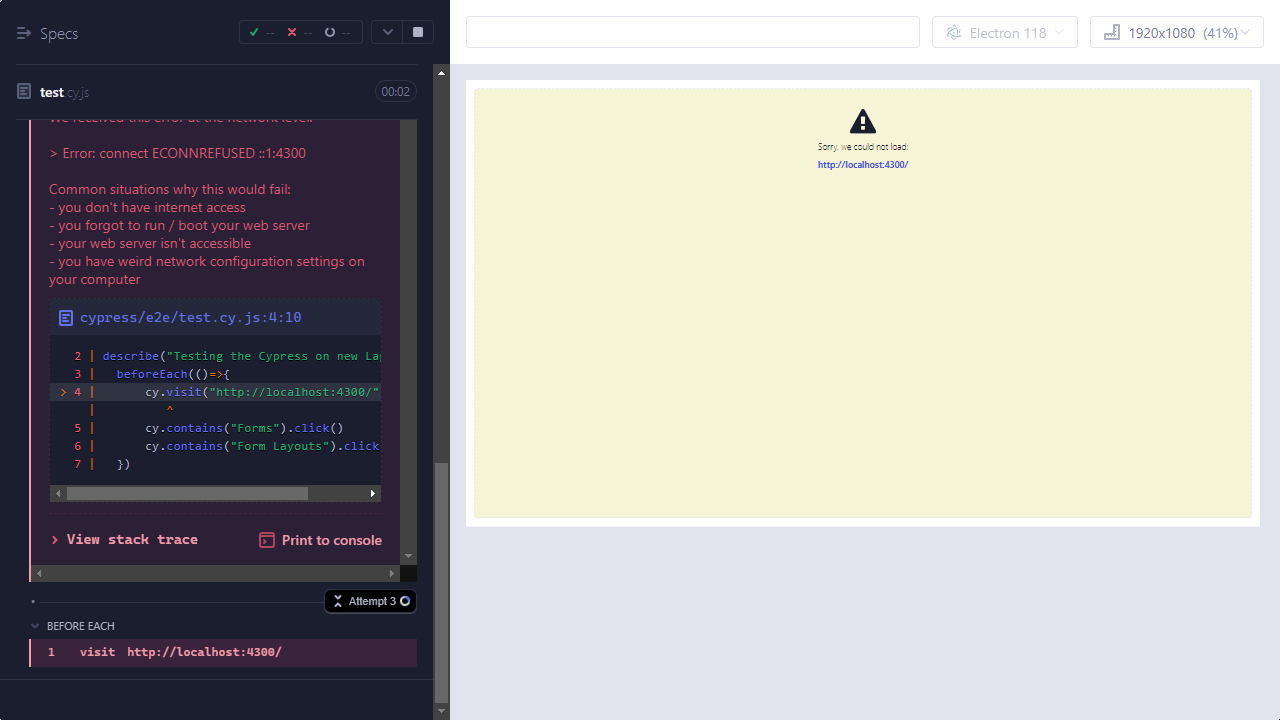 Specs
--
--
--
Electron 118
1920x1080 (41%)
test.cy.js
00:02
We received this error at the network level:
> Error: connect ECONNREFUSED ::1:4300
Common situations why this would fail:
- you don't have internet access
- you forgot to run / boot your web server
- your web server isn't accessible
- you have weird network configuration settings on
your computer
cypress/e2e/test.cy.js:4:10
2 | describe("Testing the Cypress on new La
3 | beforeEach(()=>{
> 4 | cy.visit("http://localhost:4300/"
| ^
5 | cy.contains("Forms").click()
6 | cy.contains("Form Layouts").click
7 | })
> View stack trace
Print to console
Attempt 3
BEFORE EACH
1 visit http://localhost:4300/
Sorry, we could not load:
http://localhost:4300/